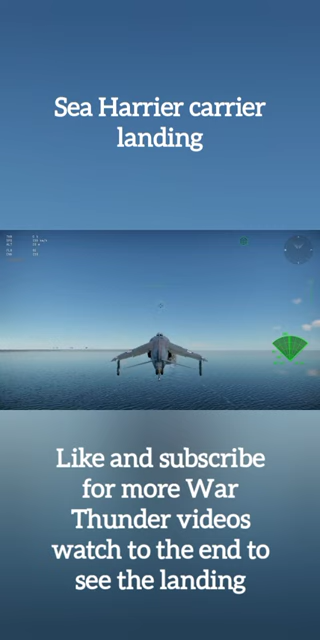 Sea Harrier carrier
landing
Like and subscribe
for more War
Thunder videos
watch to the end to
see the landing